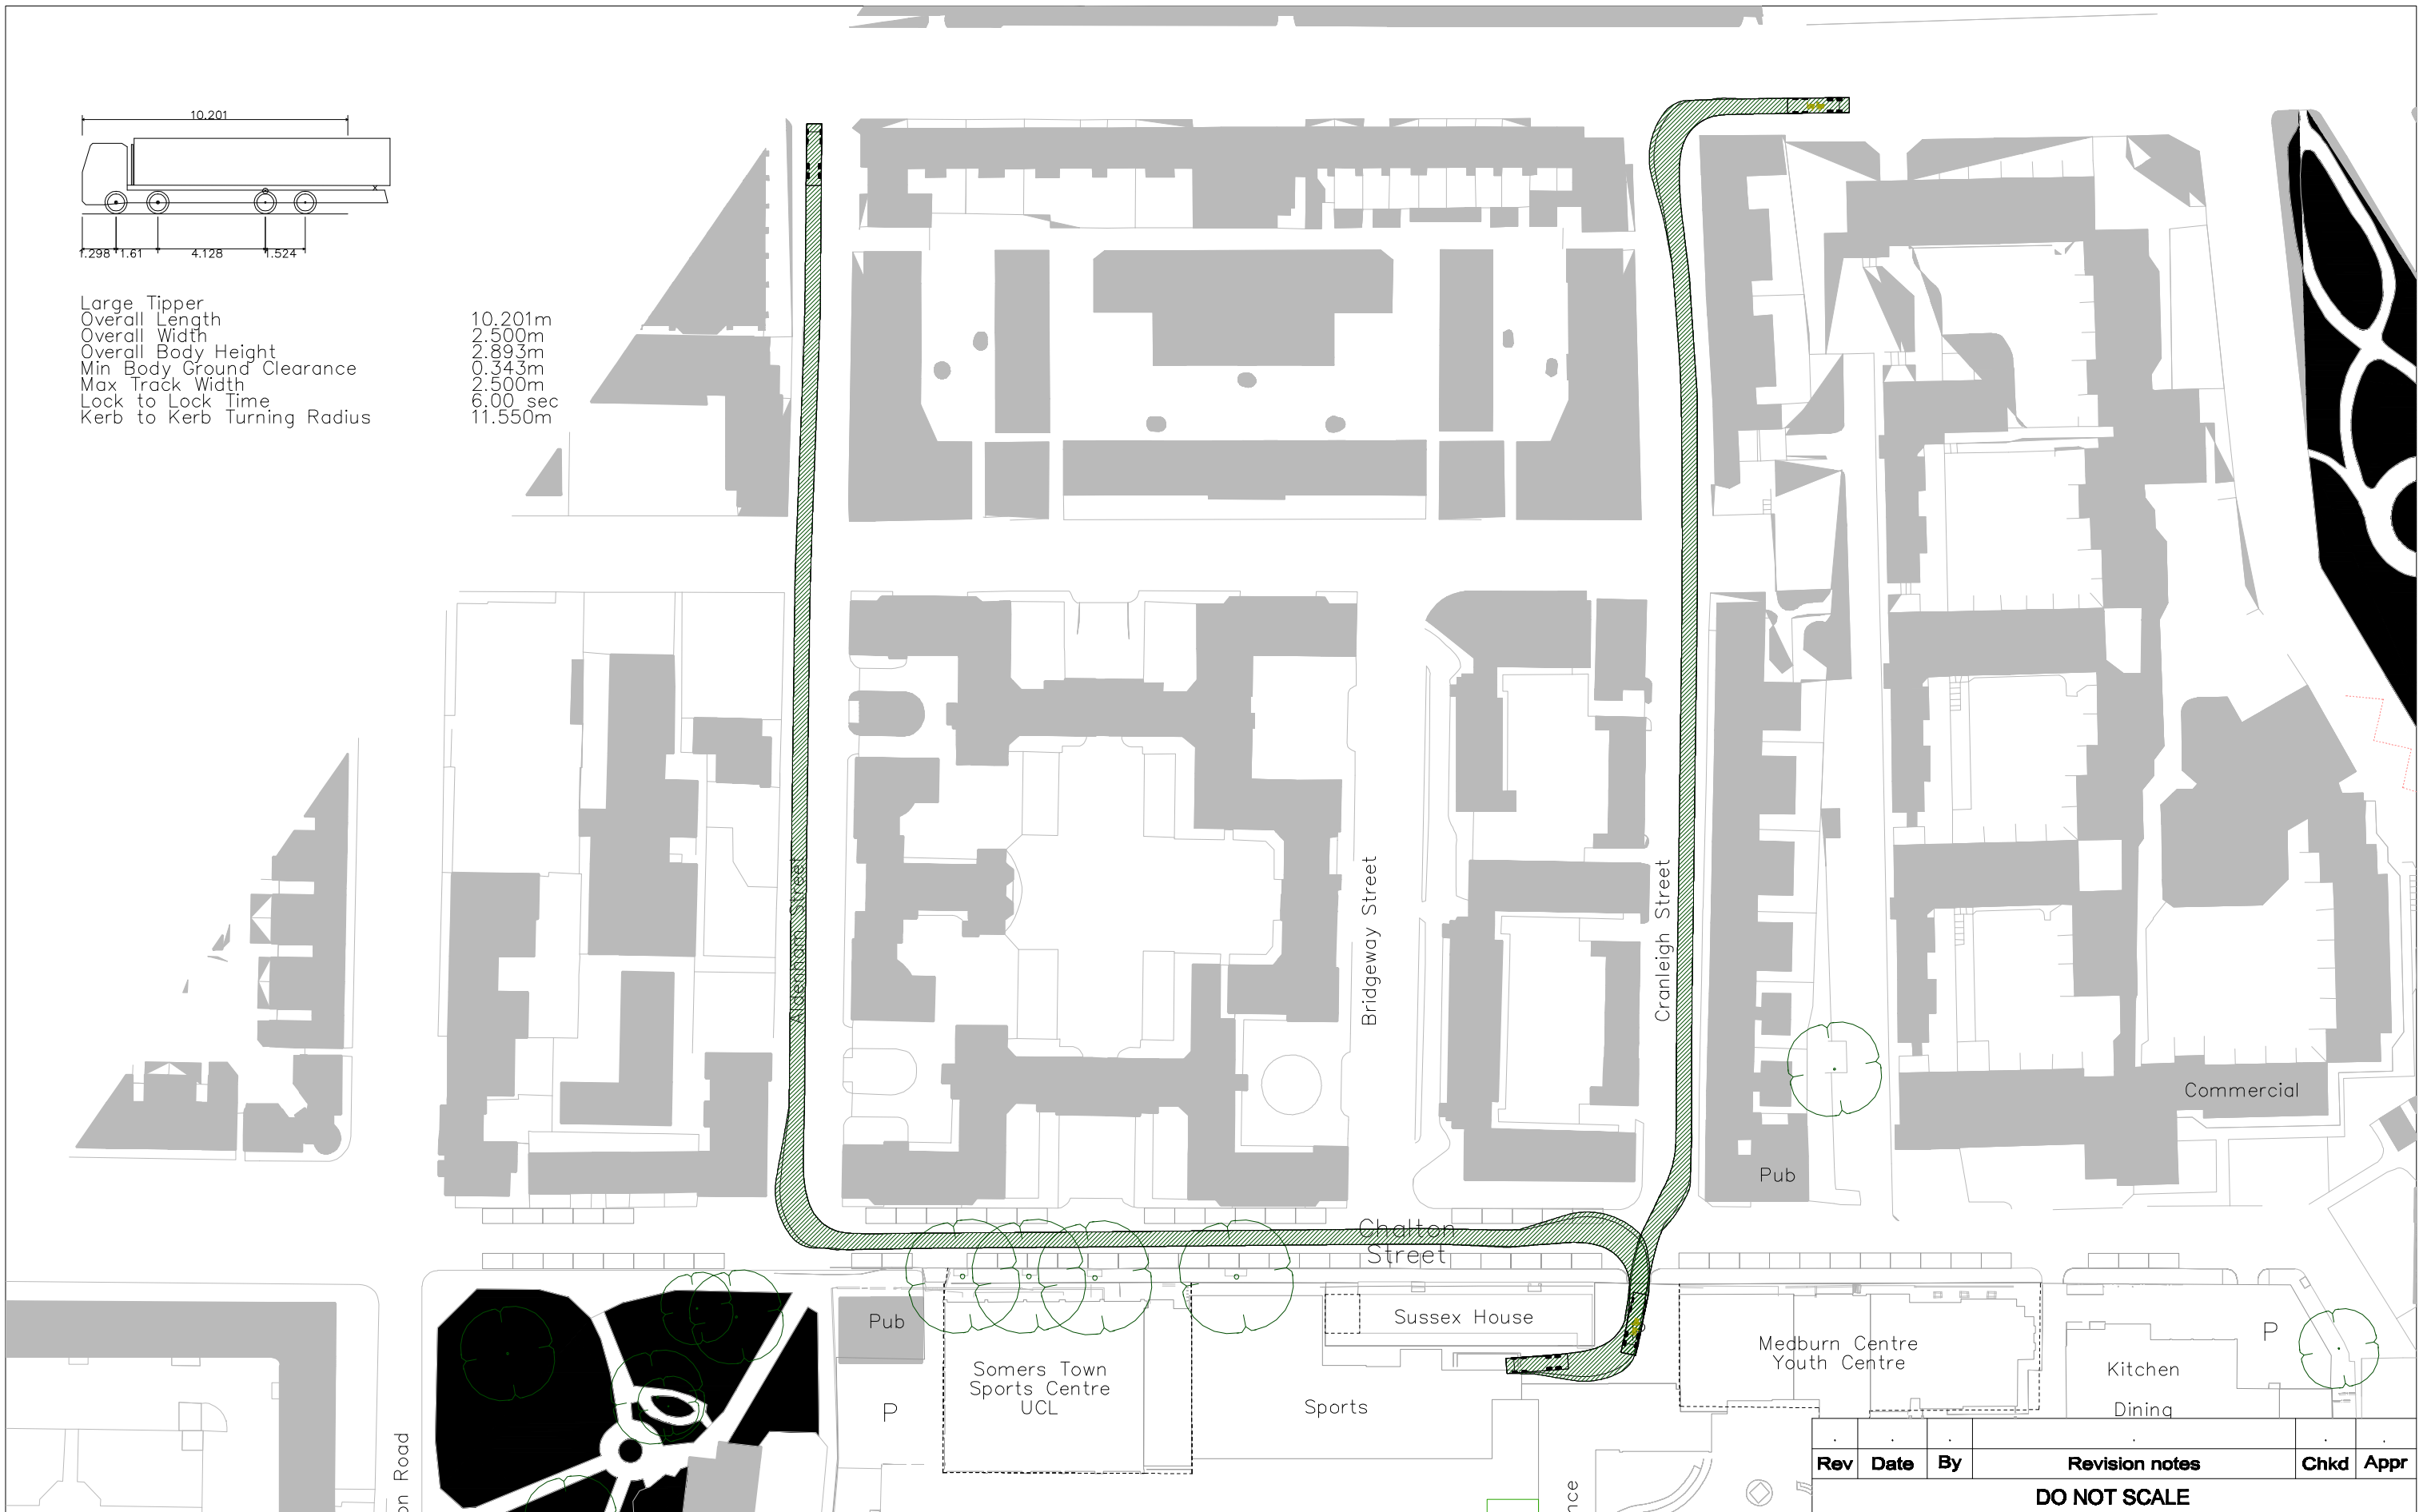 10.201
1.298 1.61 4.128 1.524
Large Tipper
Overall Length 10.201m
Overall Width 2.500m
Overall Body Height 2.893m
Min Body Ground Clearance 0.343m
Max Track Width 2.500m
Lock to Lock Time 6.00 sec
Kerb to Kerb Turning Radius 11.550m
Aldenham Street
Bridgeway Street
Cranleigh Street
Commercial
Pub
Chalton
Street
Pub
Sussex House
Somers Town
Sports Centre
UCL
P
Sports
Medburn Centre
Youth Centre
Kitchen
Dining
P
Rev Date By Revision notes Chkd Appr
DO NOT SCALE